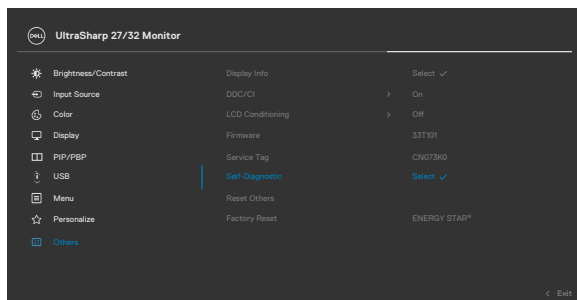 DELL UltraSharp 27/32 Monitor
Brightness/Contrast Display Info Select ✓
Input Source DDC/CI > On
Color LCD Conditioning > Off
Display Firmware 33T101
PIP/PBP Service Tag CN073K0
USB Self-Diagnostic Select ✓
Menu Reset Others
Personalize Factory Reset ENERGY STAR®
Others
< Exit